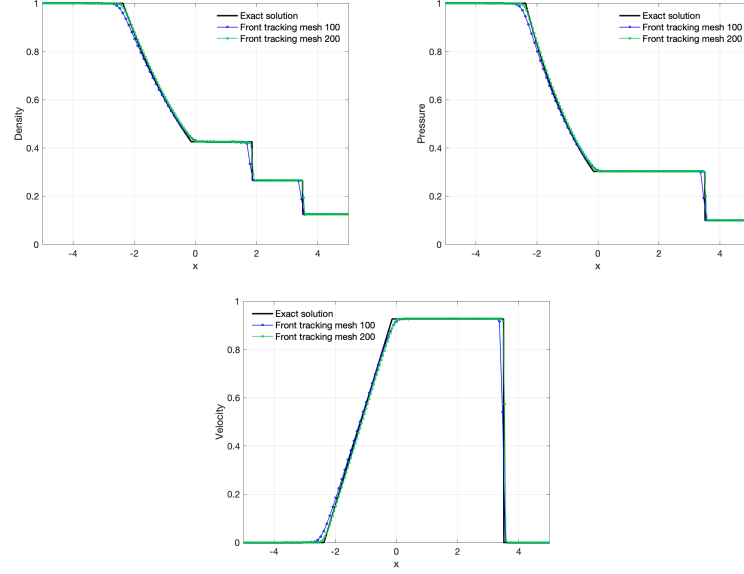 1
0.8
0.6
0.4
0.2
0
Density
-4 -2 0 2 4
x
Exact solution
Front tracking mesh 100
Front tracking mesh 200
1
0.8
0.6
0.4
0.2
0
Pressure
-4 -2 0 2 4
x
Exact solution
Front tracking mesh 100
Front tracking mesh 200
1
0.8
0.6
0.4
0.2
0
Velocity
-4 -2 0 2 4
x
Exact solution
Front tracking mesh 100
Front tracking mesh 200